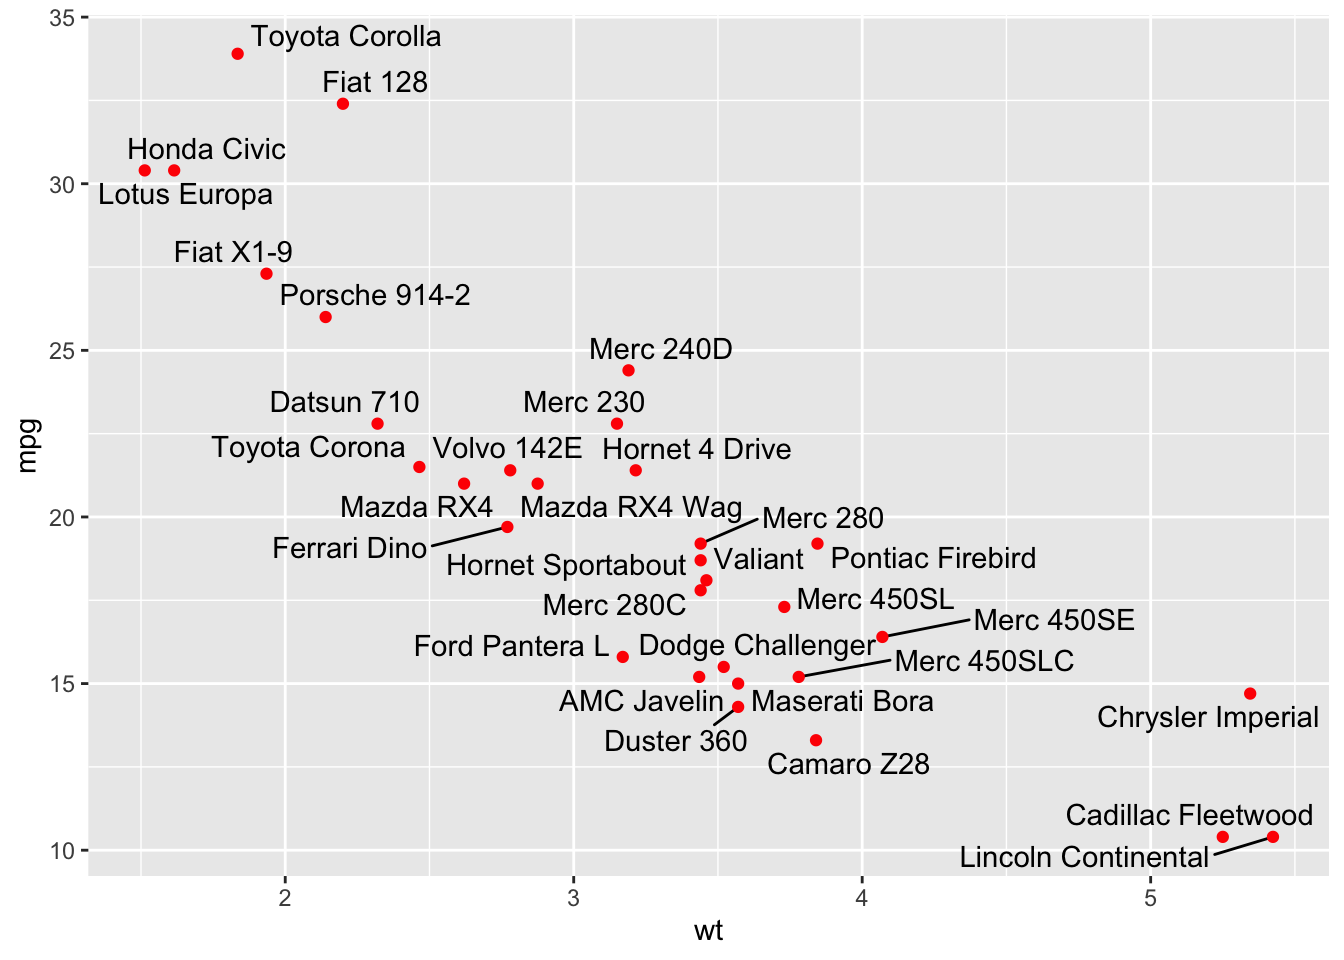 35
Toyota Corolla
Fiat 128
Honda Civic
30
Lotus Europa
Fiat X1-9
Porsche 914-2
25
Merc 240D
Datsun 710
Merc 230
mpg
Toyota Corona
Volvo 142E
Hornet 4 Drive
Mazda RX4
Mazda RX4 Wag
20
Merc 280
Ferrari Dino
Hornet Sportabout
Valiant
Pontiac Firebird
Merc 280C
Merc 450SL
Merc 450SE
Ford Pantera L
Dodge Challenger
Merc 450SLC
15
AMC Javelin
Maserati Bora
Chrysler Imperial
Duster 360
Camaro Z28
Cadillac Fleetwood
10
Lincoln Continental
2
3
4
5
wt